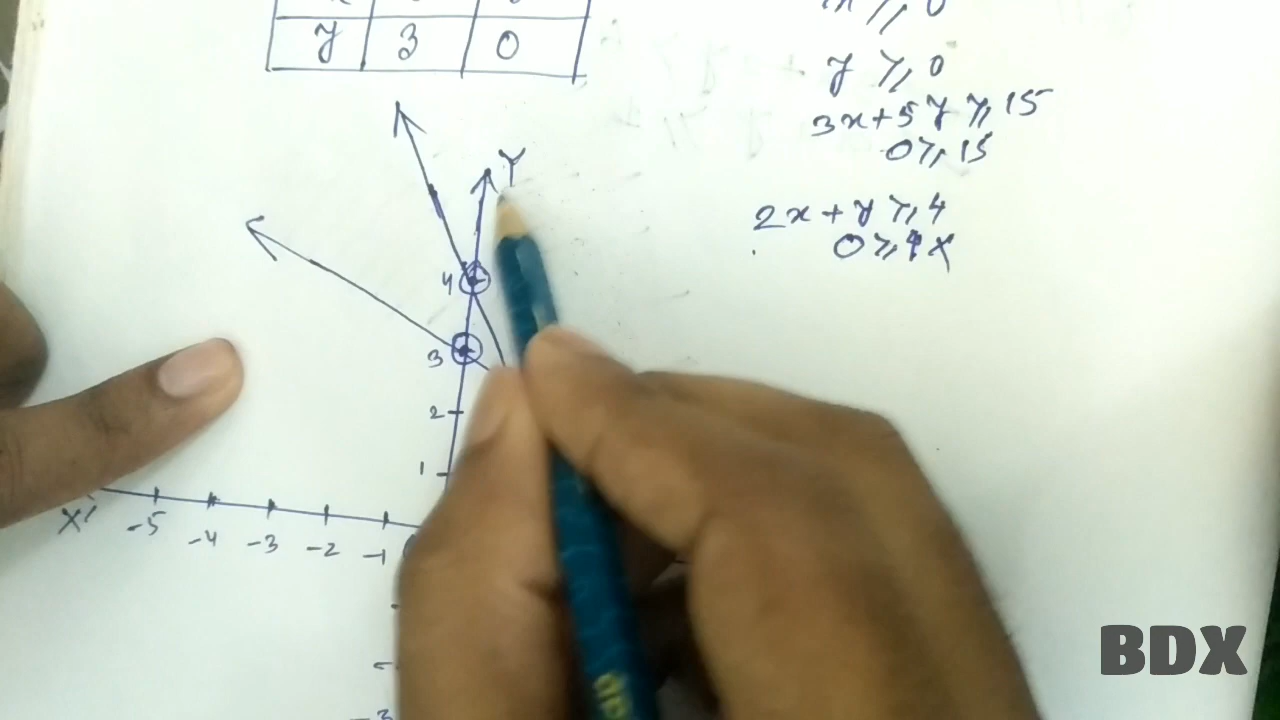 y 3 0
x ⩾ 0
y ⩾ 0
3x+5y ⩾ 15
0 ⩾ 15
2x + y ⩾ 4
0 ⩾ 4 x
Y
4
3
2
1
X' -5 -4 -3 -2 -1
BDX